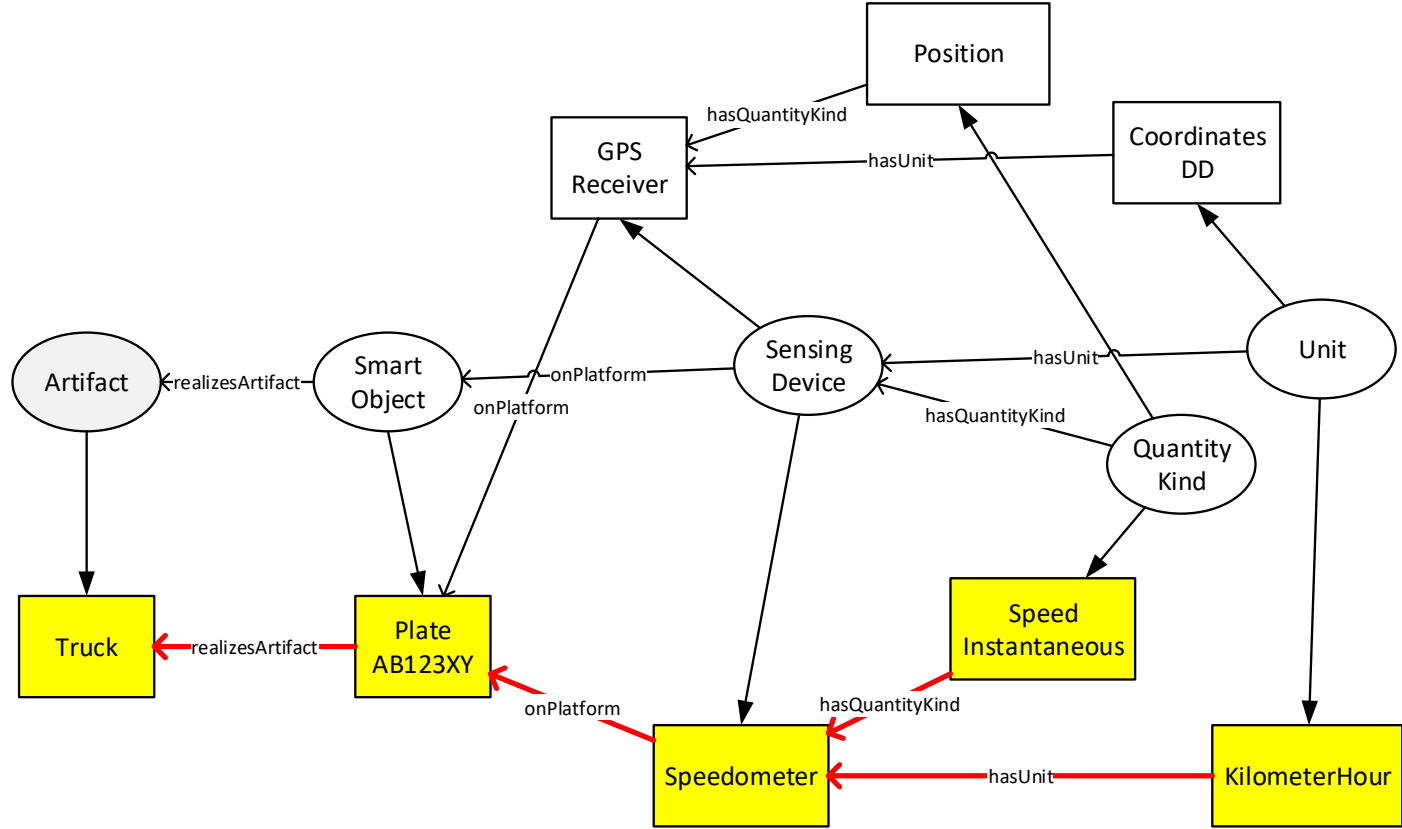 Position
hasQuantityKind
GPS
Receiver
Coordinates
DD
hasUnit
Artifact
realizesArtifact
Smart
Object
onPlatform
onPlatform
Sensing
Device
hasUnit
Unit
hasQuantityKind
Quantity
Kind
Truck
realizesArtifact
Plate
AB123XY
Speed
Instantaneous
onPlatform
hasQuantityKind
Speedometer
hasUnit
KilometerHour